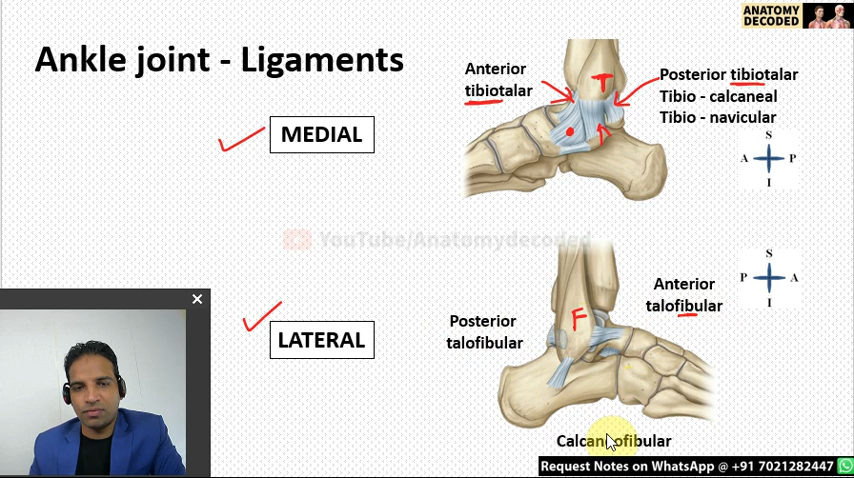 ANATOMY
DECODED
Ankle joint - Ligaments
Anterior
tibiotalar
T
Posterior tibiotalar
Tibio - calcaneal
Tibio - navicular
MEDIAL
S
A P
I
YouTube/Anatomydecoded
S
P A
I
Anterior
talofibular
F
Posterior
talofibular
LATERAL
Calcaneofibular
Request Notes on WhatsApp @ +91 7021282447